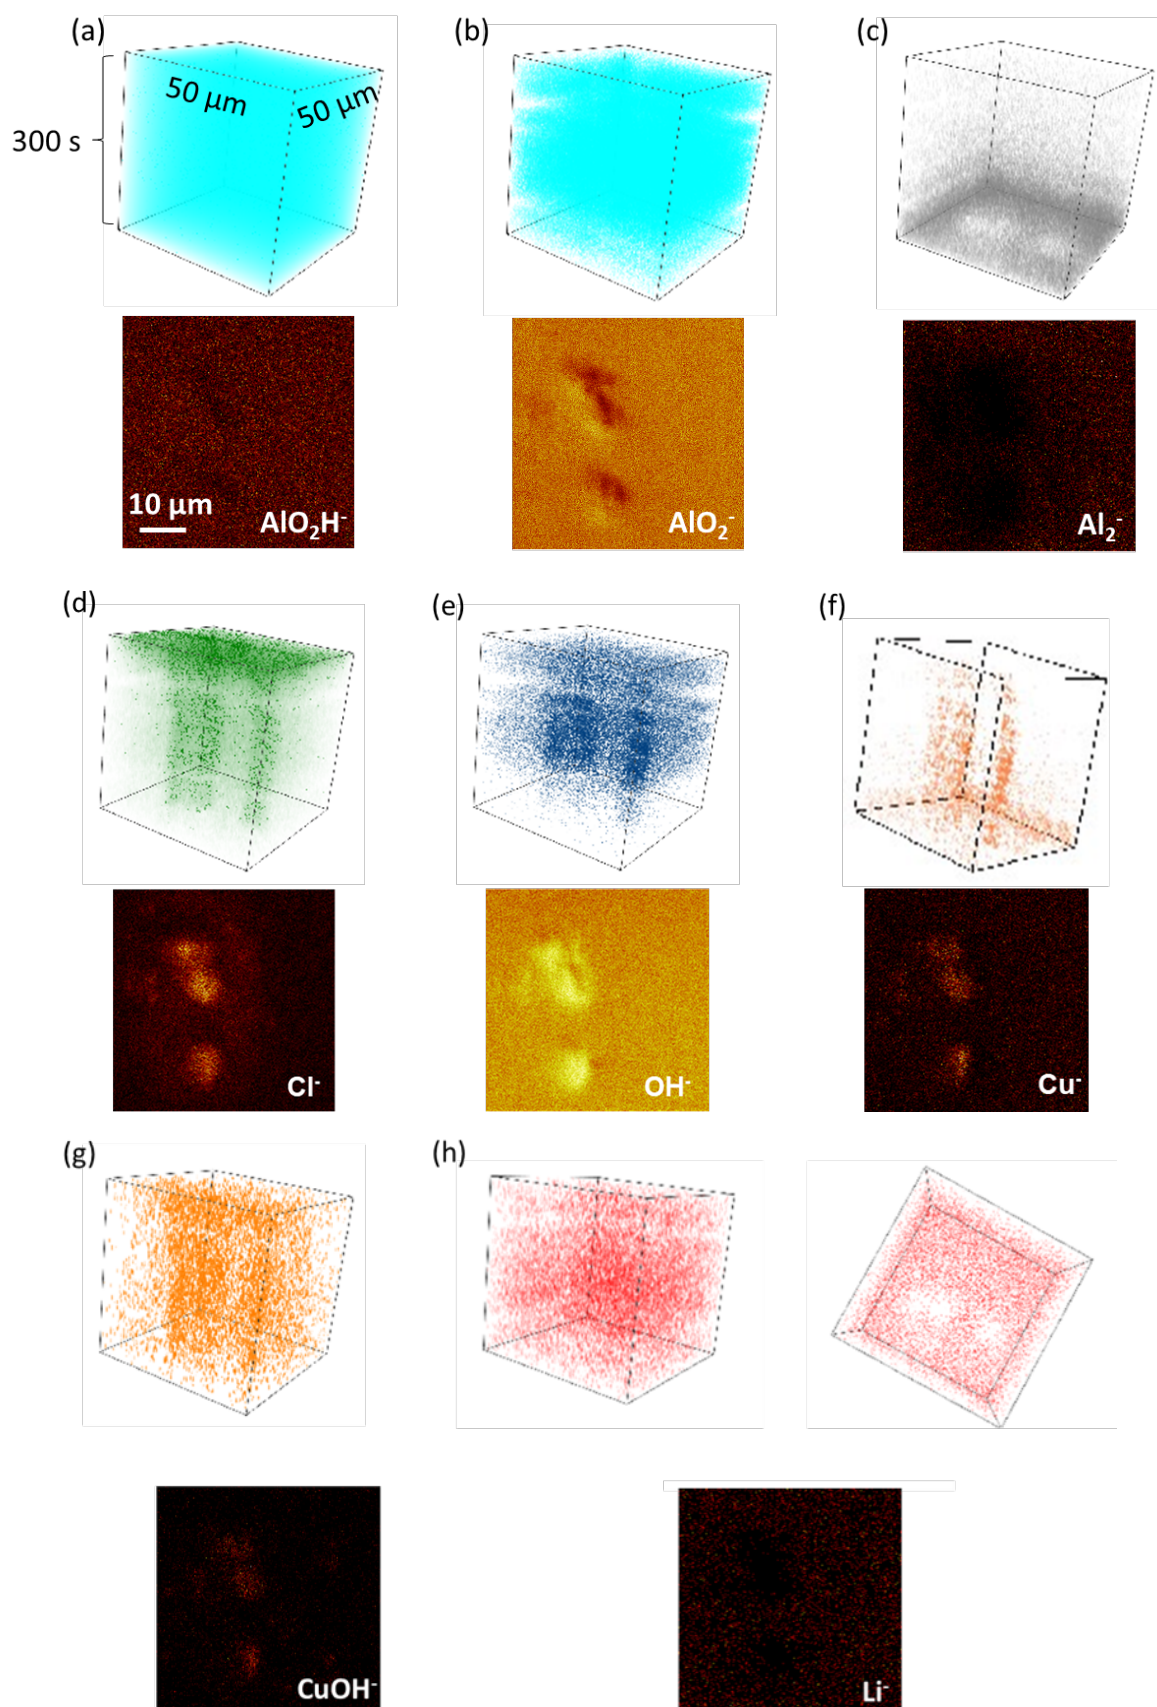 (a)
(b)
(c)
50 μm
50 μm
300 s
10 μm
AlO₂H⁻
AlO₂⁻
Al₂⁻
(d)
(e)
(f)
Cl⁻
OH⁻
Cu⁻
(g)
(h)
CuOH⁻
Li⁻